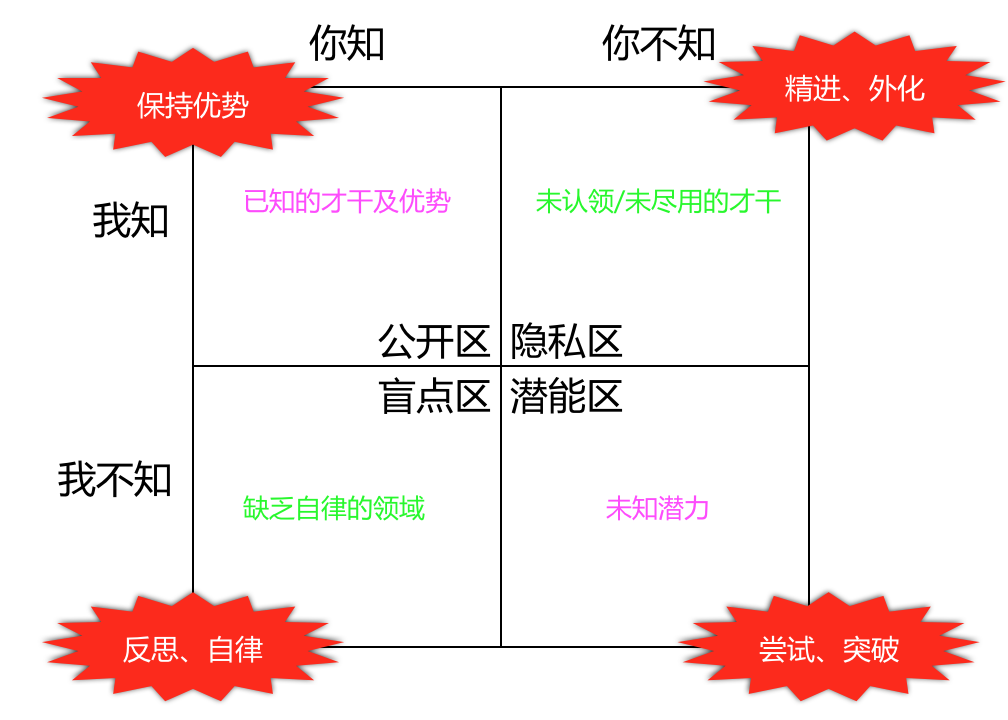 你知
你不知
保持优势
精进、外化
已知的才干及优势
未认领/未尽用的才干
我知
公开区
隐私区
盲点区
潜能区
我不知
缺乏自律的领域
未知潜力
反思、自律
尝试、突破